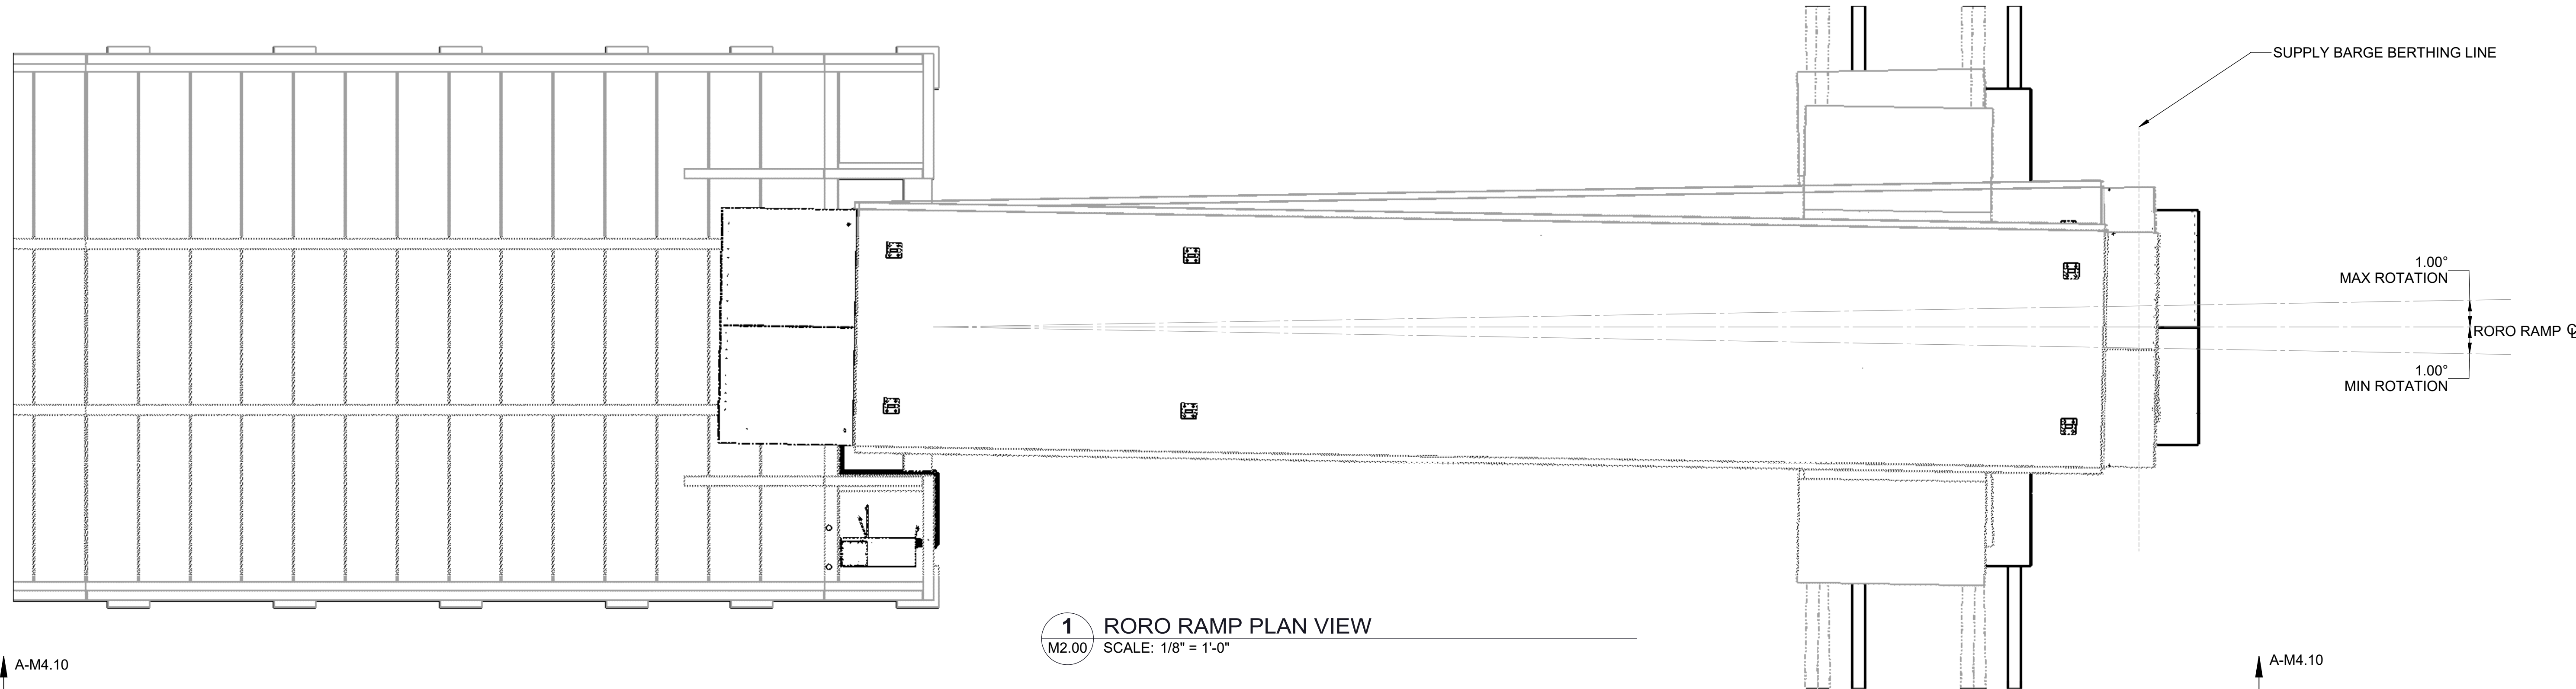 SUPPLY BARGE BERTHING LINE
1.00°
MAX ROTATION
RORO RAMP ℄
1.00°
MIN ROTATION
1
RORO RAMP PLAN VIEW
M2.00
SCALE: 1/8" = 1'-0"
A-M4.10
A-M4.10